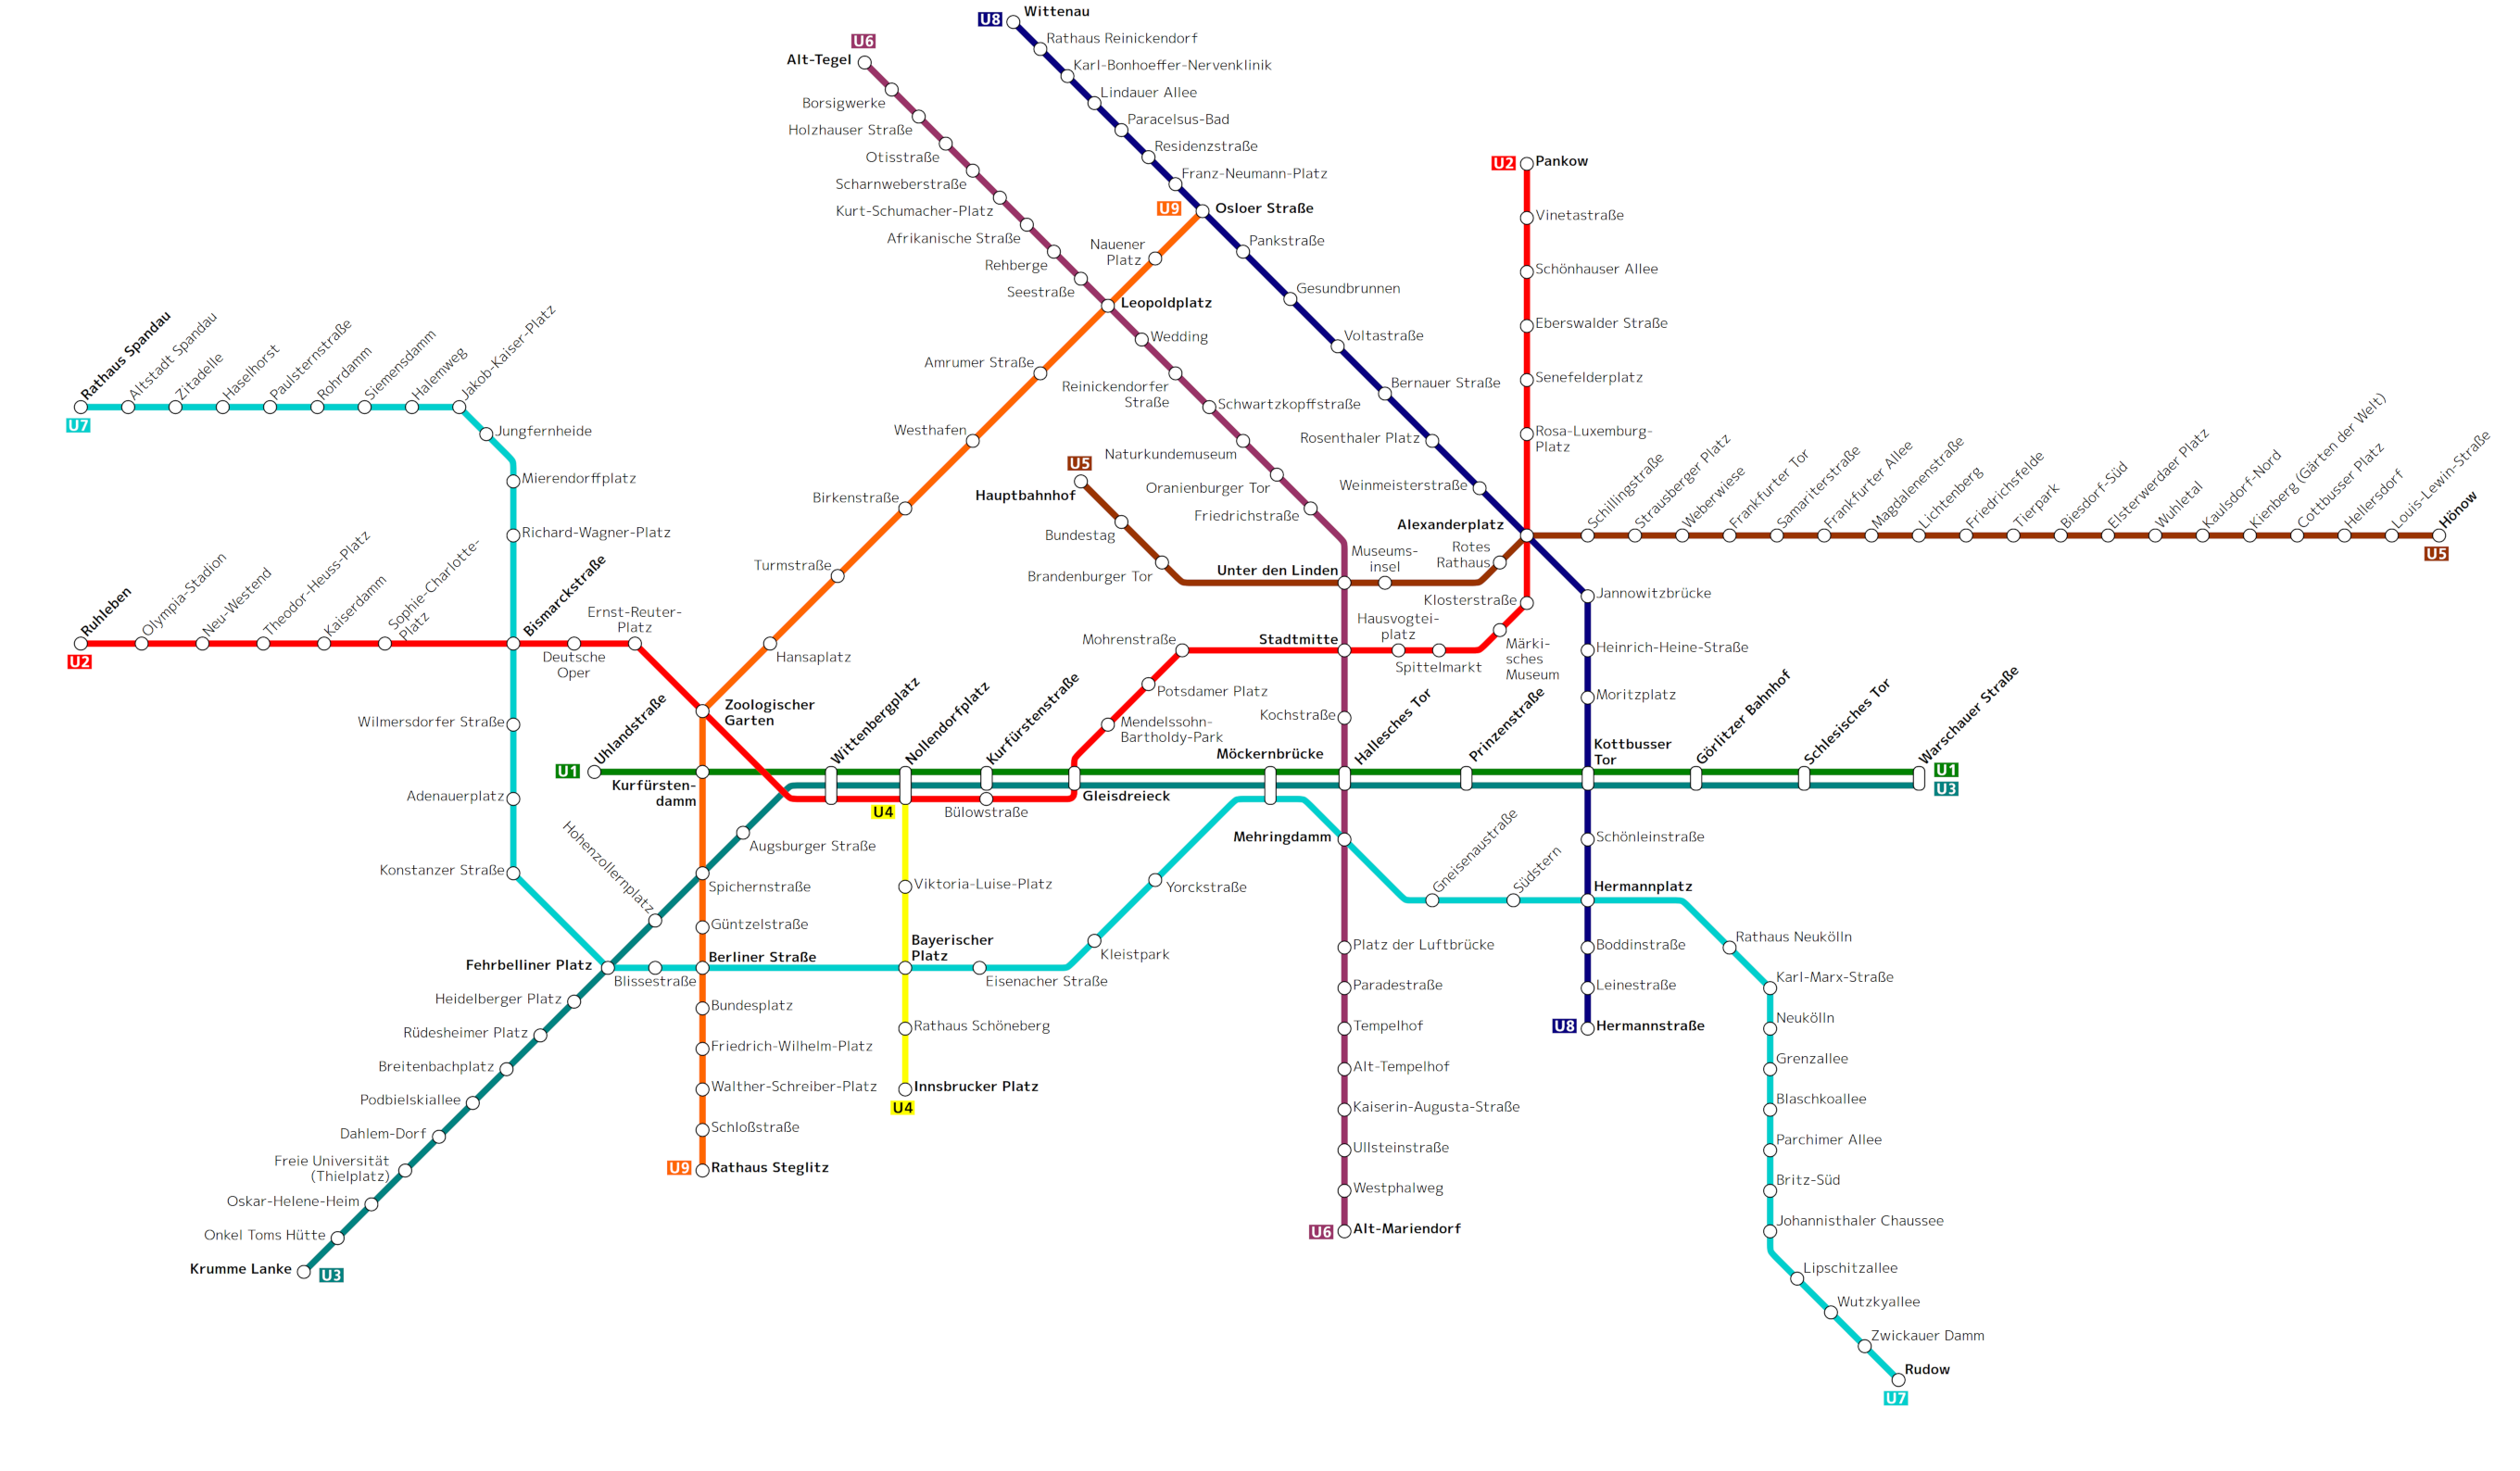 U8
Wittenau
Rathaus Reinickendorf
Karl-Bonhoeffer-Nervenklinik
Lindauer Allee
Paracelsus-Bad
Residenzstraße
Franz-Neumann-Platz
U9
Osloer Straße
Pankstraße
Gesundbrunnen
Voltastraße
Bernauer Straße
Rosenthaler Platz
Weinmeisterstraße
Alexanderplatz
U6
Alt-Tegel
Borsigwerke
Holzhauser Straße
Otisstraße
Scharnweberstraße
Kurt-Schumacher-Platz
Afrikanische Straße
Rehberge
Seestraße
Leopoldplatz
Nauener
Platz
Wedding
Reinickendorfer
Straße
Schwartzkopffstraße
Naturkundemuseum
Oranienburger Tor
Friedrichstraße
Amrumer Straße
Westhafen
Birkenstraße
Turmstraße
Hansaplatz
U2
Pankow
Vinetastraße
Schönhauser Allee
Eberswalder Straße
Senefelderplatz
Rosa-Luxemburg-
Platz
U7
Rathaus Spandau
Altstadt Spandau
Zitadelle
Haselhorst
Paulsternstraße
Rohrdamm
Siemensdamm
Halemweg
Jakob-Kaiser-Platz
Jungfernheide
Mierendorffplatz
Richard-Wagner-Platz
Bismarckstraße
U5
Hauptbahnhof
Bundestag
Brandenburger Tor
Unter den Linden
Museums-
insel
Rotes
Rathaus
Schillingstraße
Strausberger Platz
Weberwiese
Frankfurter Tor
Samariterstraße
Frankfurter Allee
Magdalenenstraße
Lichtenberg
Friedrichsfelde
Tierpark
Biesdorf-Süd
Elsterwerdaer Platz
Wuhletal
Kaulsdorf-Nord
Kienberg (Gärten der Welt)
Cottbusser Platz
Hellersdorf
Louis-Lewin-Straße
Hönow
U5
Ruhleben
U2
Olympia-Stadion
Neu-Westend
Theodor-Heuss-Platz
Kaiserdamm
Sophie-Charlotte-
Platz
Deutsche
Oper
Ernst-Reuter-
Platz
Zoologischer
Garten
Mohrenstraße
Potsdamer Platz
Mendelssohn-
Bartholdy-Park
Stadtmitte
Hausvogtei-
platz
Spittelmarkt
Märki-
sches
Museum
Klosterstraße
Jannowitzbrücke
Heinrich-Heine-Straße
Moritzplatz
Kochstraße
Wilmersdorfer Straße
Adenauerplatz
Konstanzer Straße
U1
Uhlandstraße
Kurfürsten-
damm
Wittenbergplatz
Nollendorfplatz
Kurfürstenstraße
Gleisdreieck
Möckernbrücke
Hallesches Tor
Prinzenstraße
Kottbusser
Tor
Görlitzer Bahnhof
Schlesisches Tor
Warschauer Straße
U1
U3
U4
Bülowstraße
Augsburger Straße
Hohenzollernplatz
Spichernstraße
Güntzelstraße
Berliner Straße
Blissestraße
Fehrbelliner Platz
Heidelberger Platz
Rüdesheimer Platz
Breitenbachplatz
Podbielskiallee
Dahlem-Dorf
Freie Universität
(Thielplatz)
Oskar-Helene-Heim
Onkel Toms Hütte
Krumme Lanke
U3
Bundesplatz
Friedrich-Wilhelm-Platz
Walther-Schreiber-Platz
Schloßstraße
U9
Rathaus Steglitz
Viktoria-Luise-Platz
Bayerischer
Platz
Rathaus Schöneberg
Innsbrucker Platz
U4
Eisenacher Straße
Kleistpark
Yorckstraße
Mehringdamm
Gneisenaustraße
Südstern
Schönleinstraße
Hermannplatz
Boddinstraße
Leinestraße
U8
Hermannstraße
Platz der Luftbrücke
Paradestraße
Tempelhof
Alt-Tempelhof
Kaiserin-Augusta-Straße
Ullsteinstraße
Westphalweg
U6
Alt-Mariendorf
Rathaus Neukölln
Karl-Marx-Straße
Neukölln
Grenzallee
Blaschkoallee
Parchimer Allee
Britz-Süd
Johannisthaler Chaussee
Lipschitzallee
Wutzkyallee
Zwickauer Damm
Rudow
U7